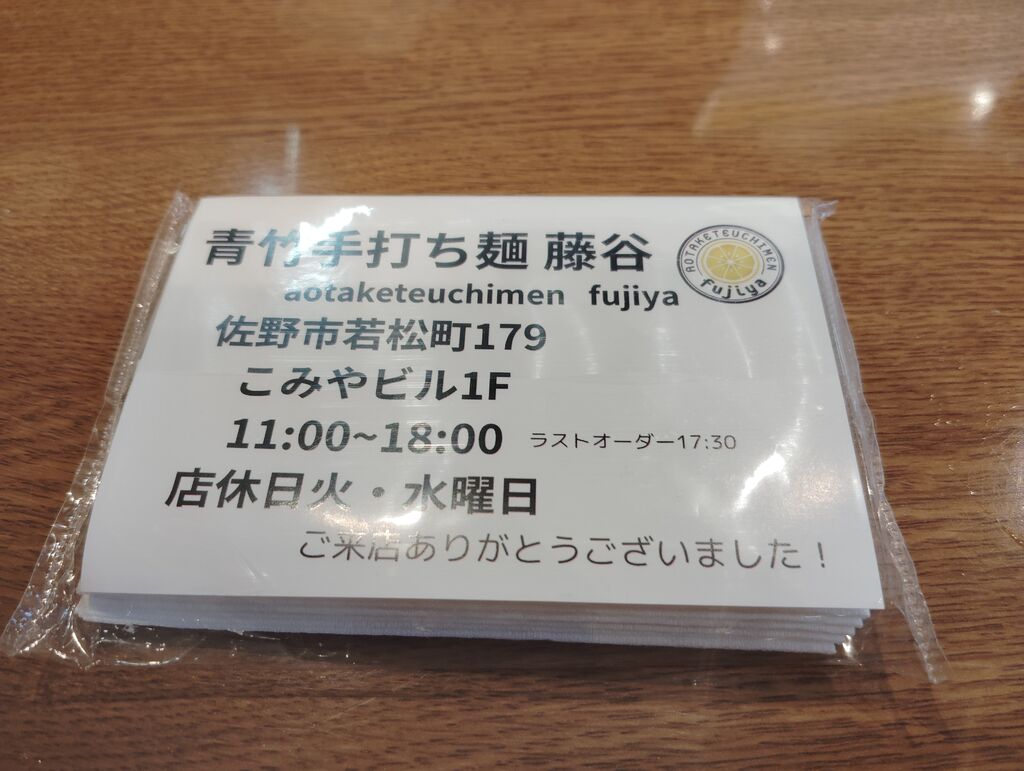 青竹手打ち麺 藤谷
aotaketeuchimen fujiya
AOTAKETEUCHIMEN
fujiya
佐野市若松町179
こみやビル1F
11:00~18:00 ラストオーダー17:30
店休日火・水曜日
ご来店ありがとうございました！